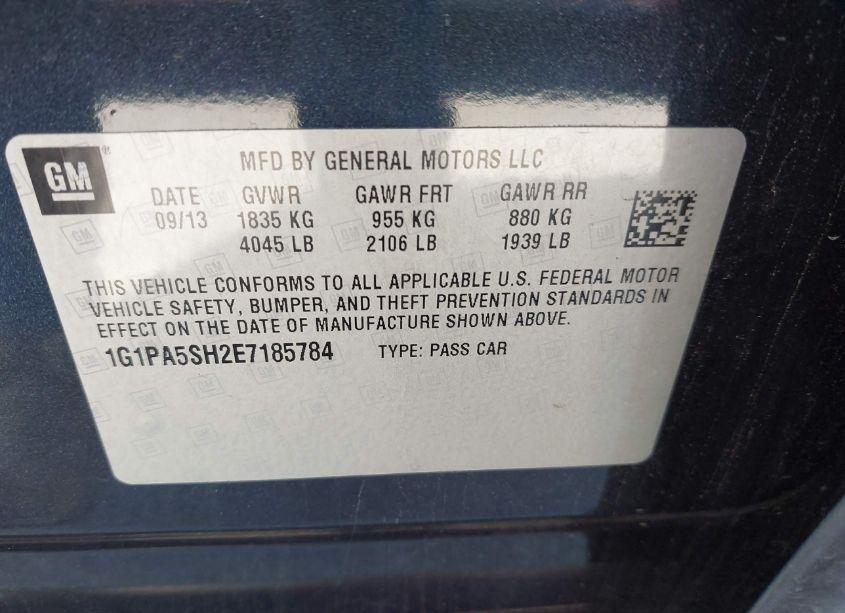 GM®
MFD BY GENERAL MOTORS LLC
DATE GVWR GAWR FRT GAWR RR
09/13 1835 KG 955 KG 880 KG
4045 LB 2106 LB 1939 LB
THIS VEHICLE CONFORMS TO ALL APPLICABLE U.S. FEDERAL MOTOR
VEHICLE SAFETY, BUMPER, AND THEFT PREVENTION STANDARDS IN
EFFECT ON THE DATE OF MANUFACTURE SHOWN ABOVE.
1G1PA5SH2E7185784 TYPE: PASS CAR